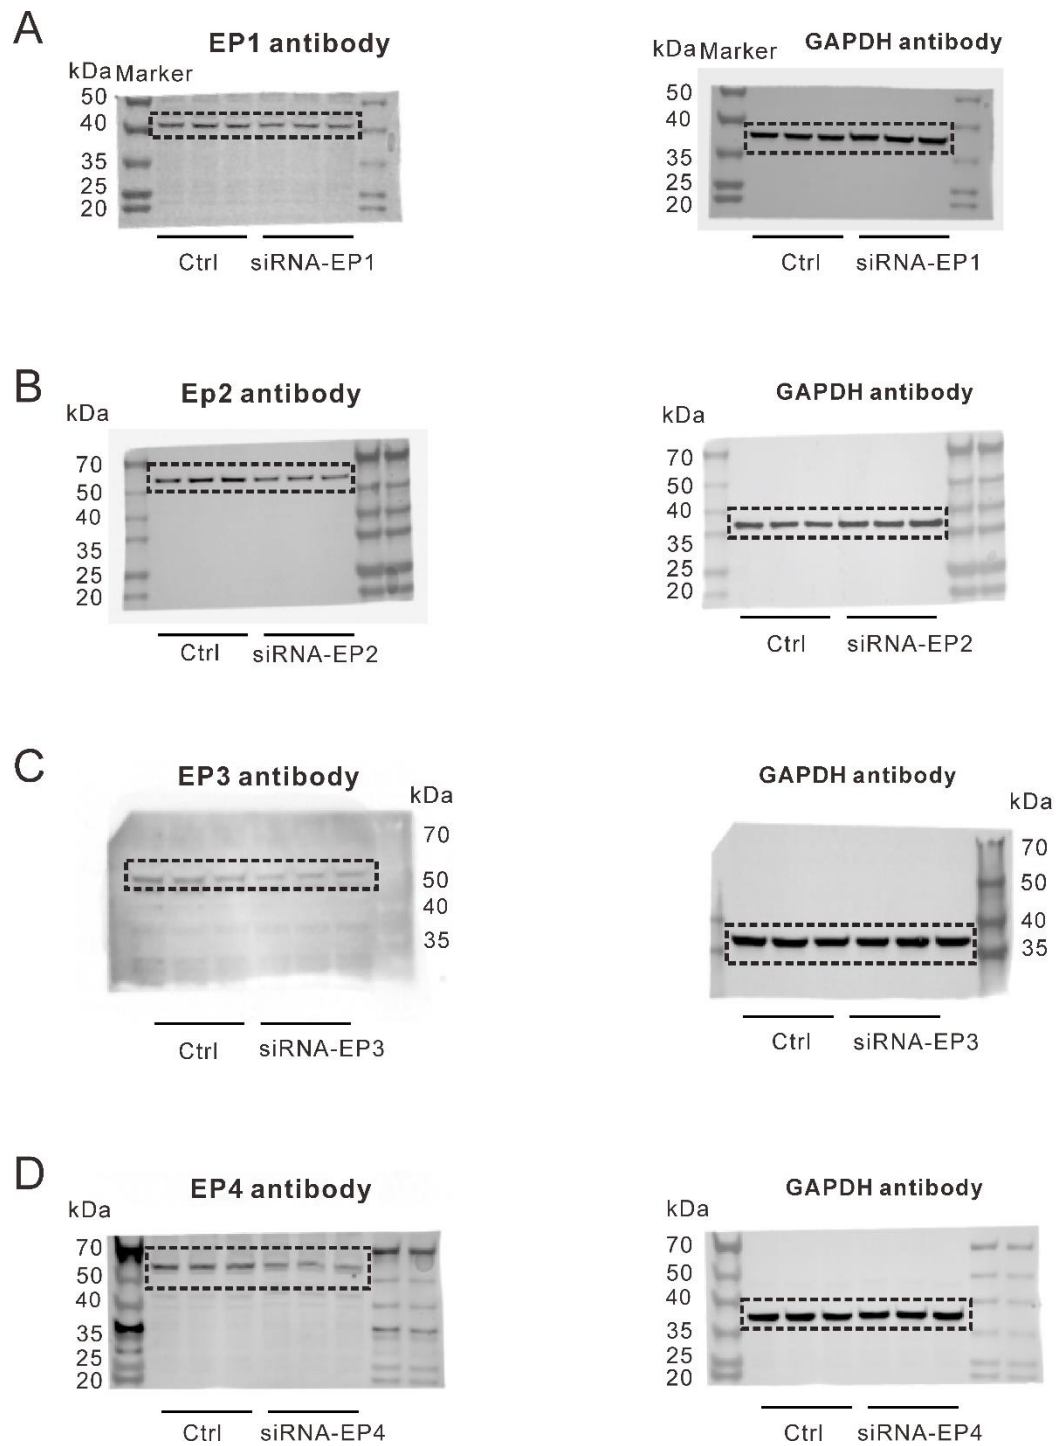 A
EP1 antibody
kDa Marker
50
40
35
25
20
Ctrl siRNA-EP1
GAPDH antibody
kDa Marker
50
40
35
25
20
Ctrl siRNA-EP1
B
Ep2 antibody
kDa
70
50
40
35
25
20
Ctrl siRNA-EP2
GAPDH antibody
kDa
70
50
40
35
25
20
Ctrl siRNA-EP2
C
EP3 antibody
kDa
70
50
40
35
Ctrl siRNA-EP3
GAPDH antibody
kDa
70
50
40
35
Ctrl siRNA-EP3
D
EP4 antibody
kDa
70
50
40
35
25
20
Ctrl siRNA-EP4
GAPDH antibody
kDa
70
50
40
35
25
20
Ctrl siRNA-EP4